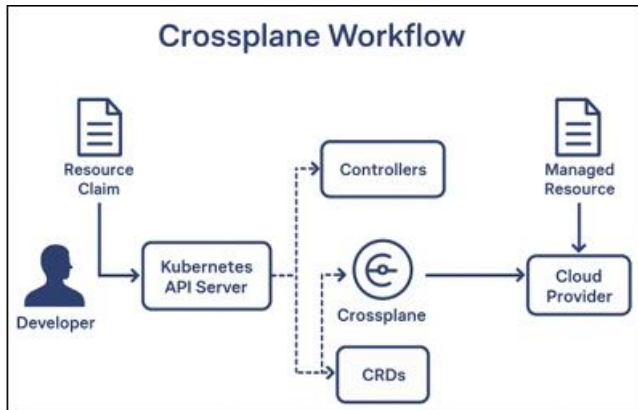 Crossplane Workflow
Resource
Claim
Managed
Resource
Controllers
Developer
Kubernetes
API Server
Crossplane
Cloud
Provider
CRDs